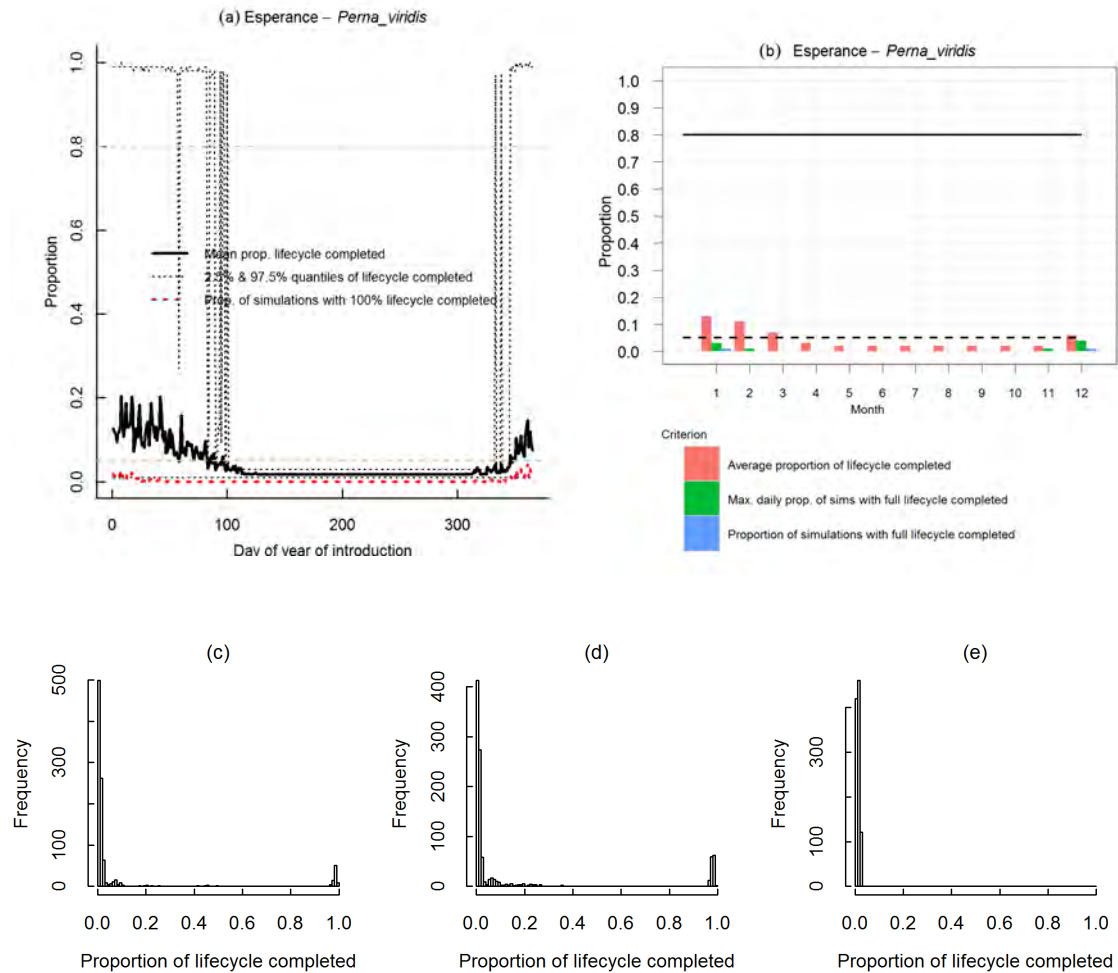 (a) Esperance – Perna_viridis
Proportion
1.0
0.8
0.6
0.4
0.2
0.0
Mean prop. lifecycle completed
2.5% & 97.5% quantiles of lifecycle completed
Prop. of simulations with 100% lifecycle completed
0 100 200 300
Day of year of introduction
(b) Esperance – Perna_viridis
Proportion
1.0
0.9
0.8
0.7
0.6
0.5
0.4
0.3
0.2
0.1
0.0
1 2 3 4 5 6 7 8 9 10 11 12
Month
Criterion
Average proportion of lifecycle completed
Max. daily prop. of sims with full lifecycle completed
Proportion of simulations with full lifecycle completed
(c)
Frequency
500
300
100
0
0.0 0.2 0.4 0.6 0.8 1.0
Proportion of lifecycle completed
(d)
Frequency
400
300
200
100
0
0.0 0.2 0.4 0.6 0.8 1.0
Proportion of lifecycle completed
(e)
Frequency
300
200
100
0
0.0 0.2 0.4 0.6 0.8 1.0
Proportion of lifecycle completed